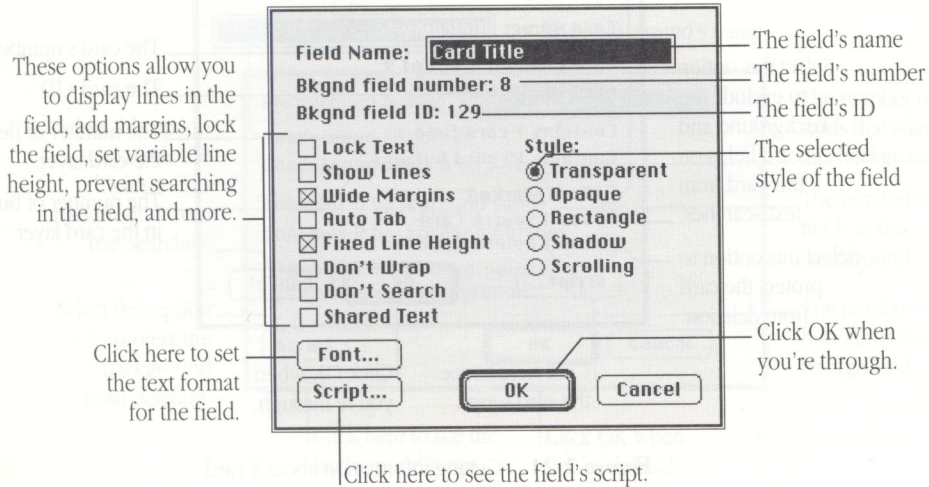 Field Name: Card Title
Bkgnd field number: 8
Bkgnd field ID: 129
Lock Text
Show Lines
Wide Margins
Auto Tab
Fixed Line Height
Don't Wrap
Don't Search
Shared Text
Style:
Transparent
Opaque
Rectangle
Shadow
Scrolling
Font...
Script...
OK
Cancel
These options allow you
to display lines in the
field, add margins, lock
the field, set variable line
height, prevent searching
in the field, and more.
Click here to set
the text format
for the field.
The field's name
The field's number
The field's ID
The selected
style of the field
Click OK when
you're through.
Click here to see the field's script.